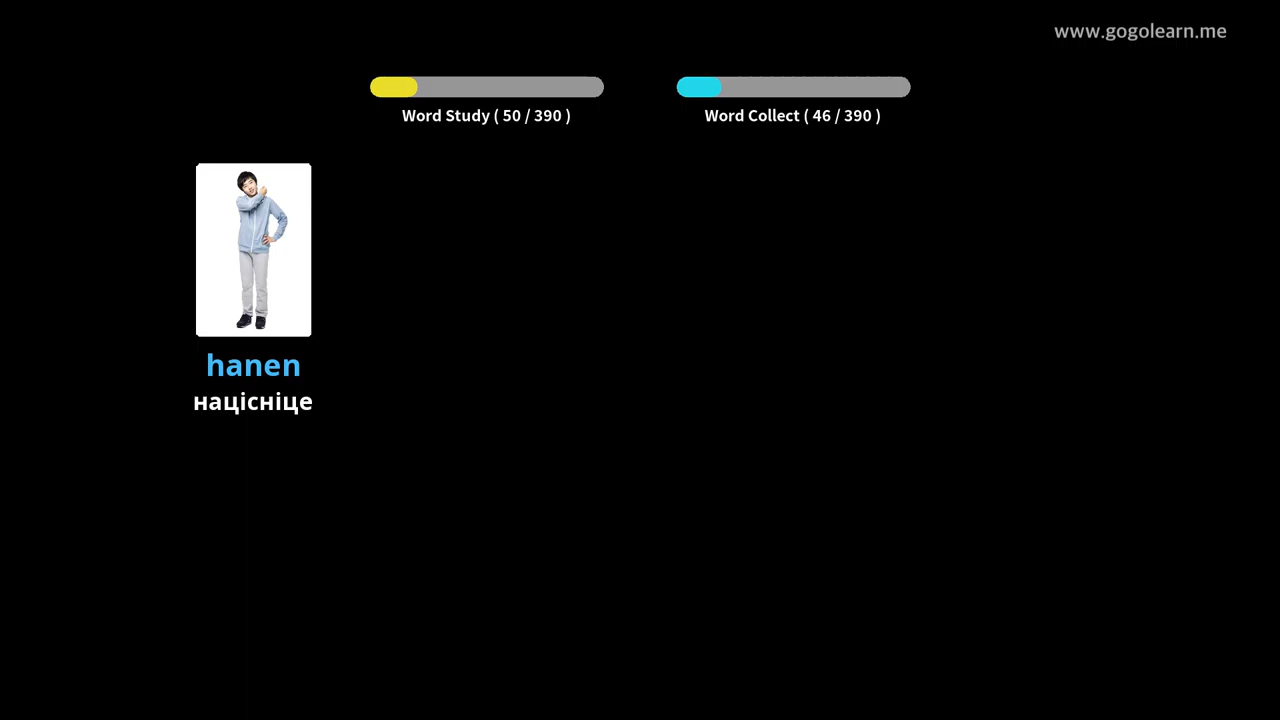 www.gogolearn.me
Word Study ( 50 / 390 )
Word Collect ( 46 / 390 )
hanen
націсніце